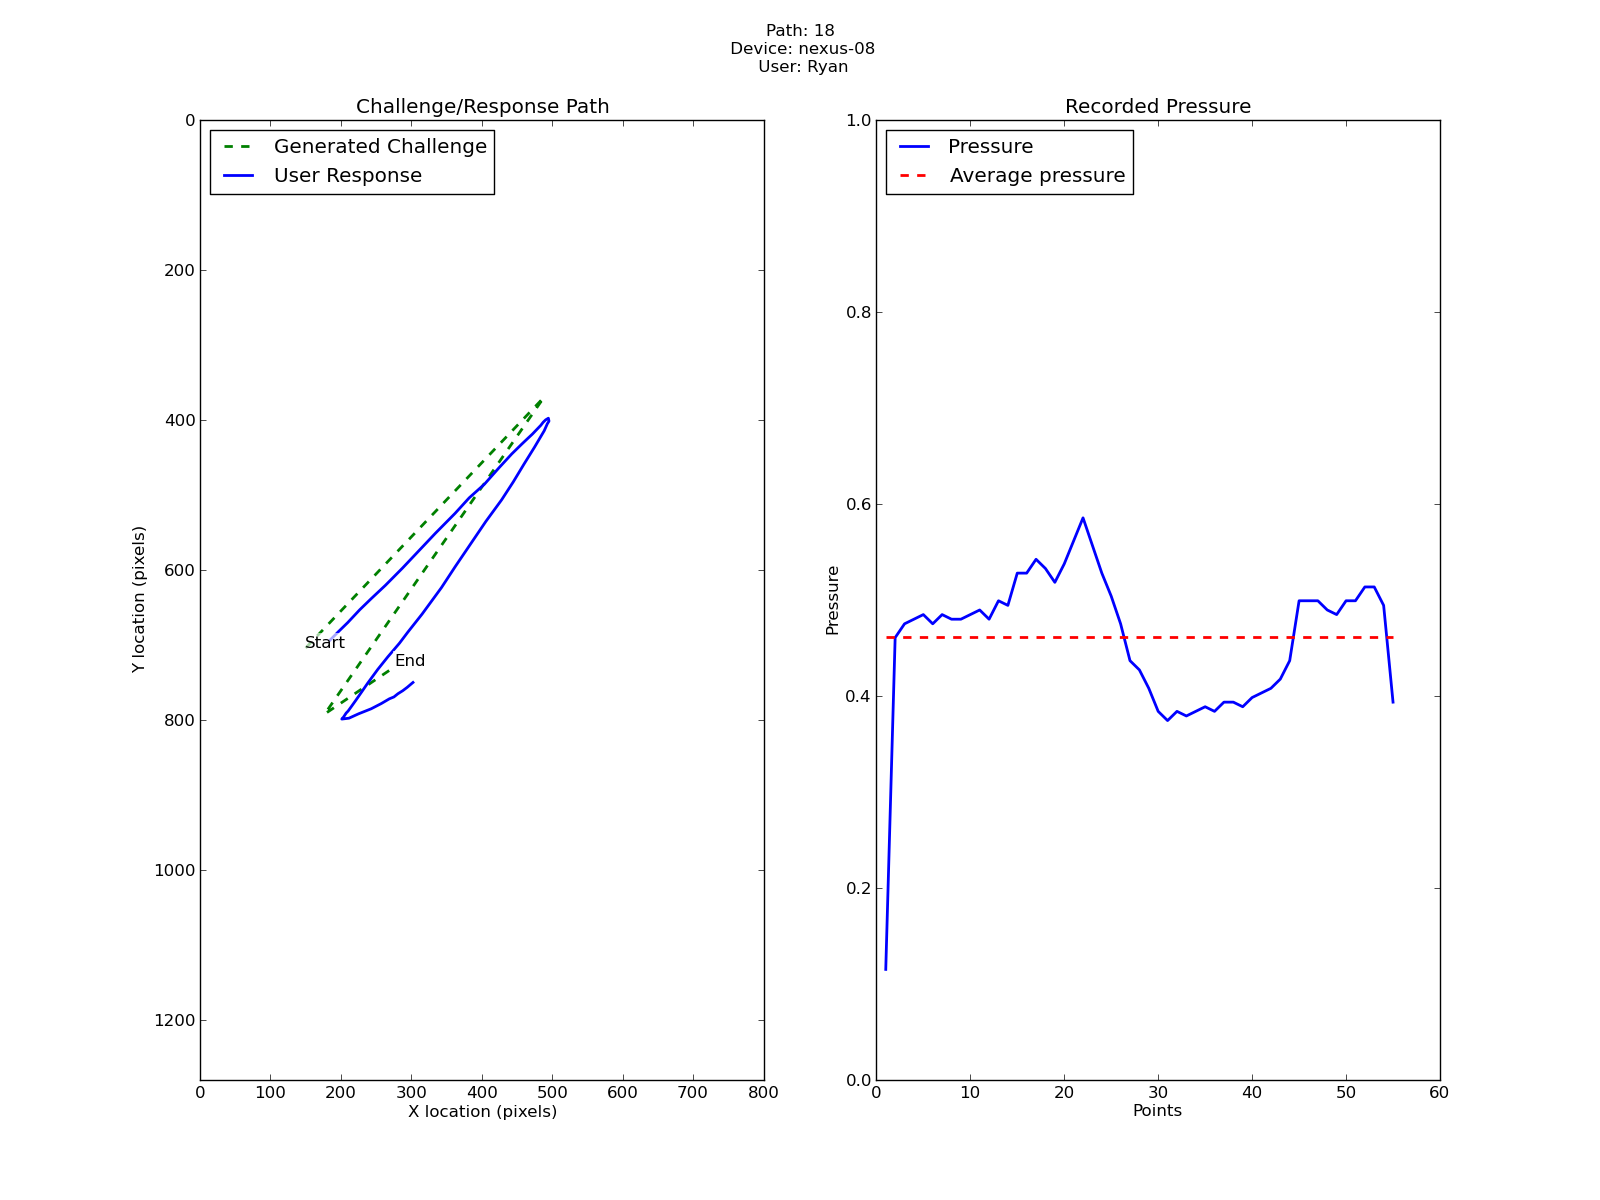 Path: 18
Device: nexus-08
User: Ryan
Challenge/Response Path
Generated Challenge
User Response
Start
End
0
200
400
600
800
1000
1200
Y location (pixels)
0 100 200 300 400 500 600 700 800
X location (pixels)
Recorded Pressure
Pressure
Average pressure
1.0
0.8
0.6
0.4
0.2
0.0
Pressure
0 10 20 30 40 50 60
Points